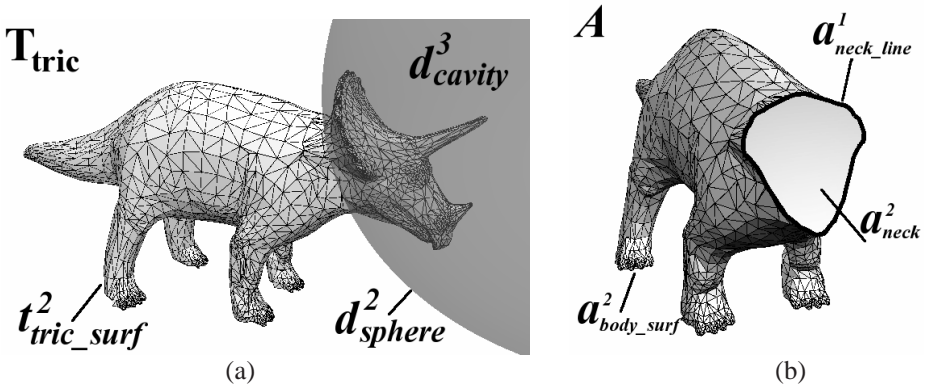 T_tric
d^3_cavity
t^2_tric_surf
d^2_sphere
(a)
A
a^1_neck_line
a^2_neck
a^2_body_surf
(b)